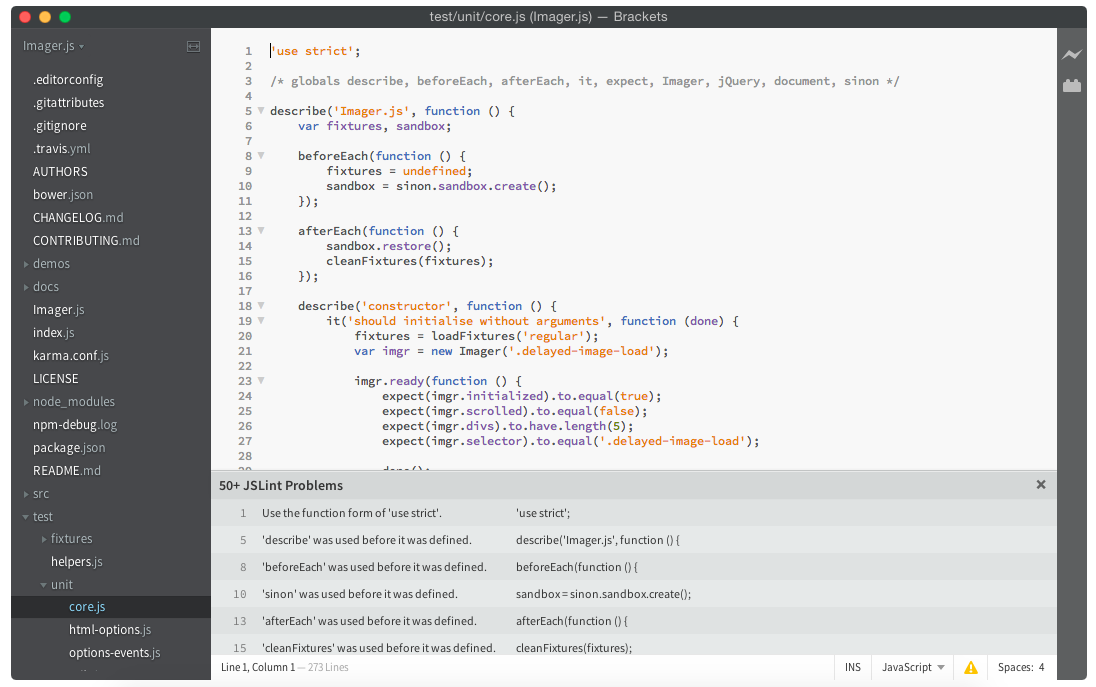 test/unit/core.js (Imager.js) — Brackets
Imager.js
.editorconfig
.gitattributes
.gitignore
.travis.yml
AUTHORS
bower.json
CHANGELOG.md
CONTRIBUTING.md
demos
docs
Imager.js
index.js
karma.conf.js
LICENSE
node_modules
npm-debug.log
package.json
README.md
src
test
fixtures
helpers.js
unit
core.js
html-options.js
options-events.js
1 'use strict';
2
3 /* globals describe, beforeEach, afterEach, it, expect, Imager, jQuery, document, sinon */
4
5 describe('Imager.js', function () {
6 var fixtures, sandbox;
7
8 beforeEach(function () {
9 fixtures = undefined;
10 sandbox = sinon.sandbox.create();
11 });
12
13 afterEach(function () {
14 sandbox.restore();
15 cleanFixtures(fixtures);
16 });
17
18 describe('constructor', function () {
19 it('should initialise without arguments', function (done) {
20 fixtures = loadFixtures('regular');
21 var imgr = new Imager('.delayed-image-load');
22
23 imgr.ready(function () {
24 expect(imgr.initialized).to.equal(true);
25 expect(imgr.scrolled).to.equal(false);
26 expect(imgr.divs).to.have.length(5);
27 expect(imgr.selector).to.equal('.delayed-image-load');
28
29 done();
50+ JSLint Problems
1 Use the function form of 'use strict'. 'use strict';
5 'describe' was used before it was defined. describe('Imager.js', function () {
8 'beforeEach' was used before it was defined. beforeEach(function () {
10 'sinon' was used before it was defined. sandbox = sinon.sandbox.create();
13 'afterEach' was used before it was defined. afterEach(function () {
15 'cleanFixtures' was used before it was defined. cleanFixtures(fixtures);
Line 1, Column 1 — 273 Lines INS JavaScript Spaces: 4